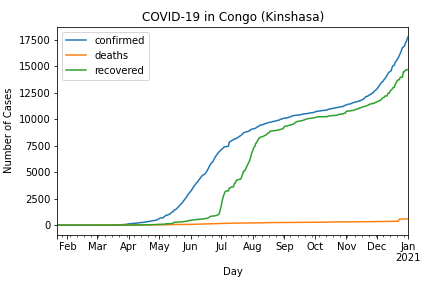 COVID-19 in Congo (Kinshasa)
confirmed
deaths
recovered
17500
15000
12500
10000
7500
5000
2500
0
Number of Cases
Feb Mar Apr May Jun Jul Aug Sep Oct Nov Dec Jan
2021
Day